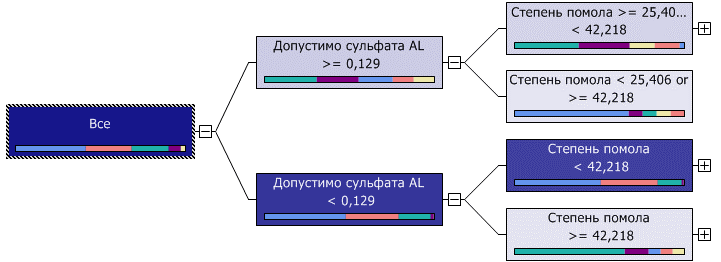 Все
Допустимо сульфата AL
>= 0,129
Допустимо сульфата AL
< 0,129
Степень помола >= 25,40...
< 42,218
Степень помола < 25,406 or
>= 42,218
Степень помола
< 42,218
Степень помола
>= 42,218